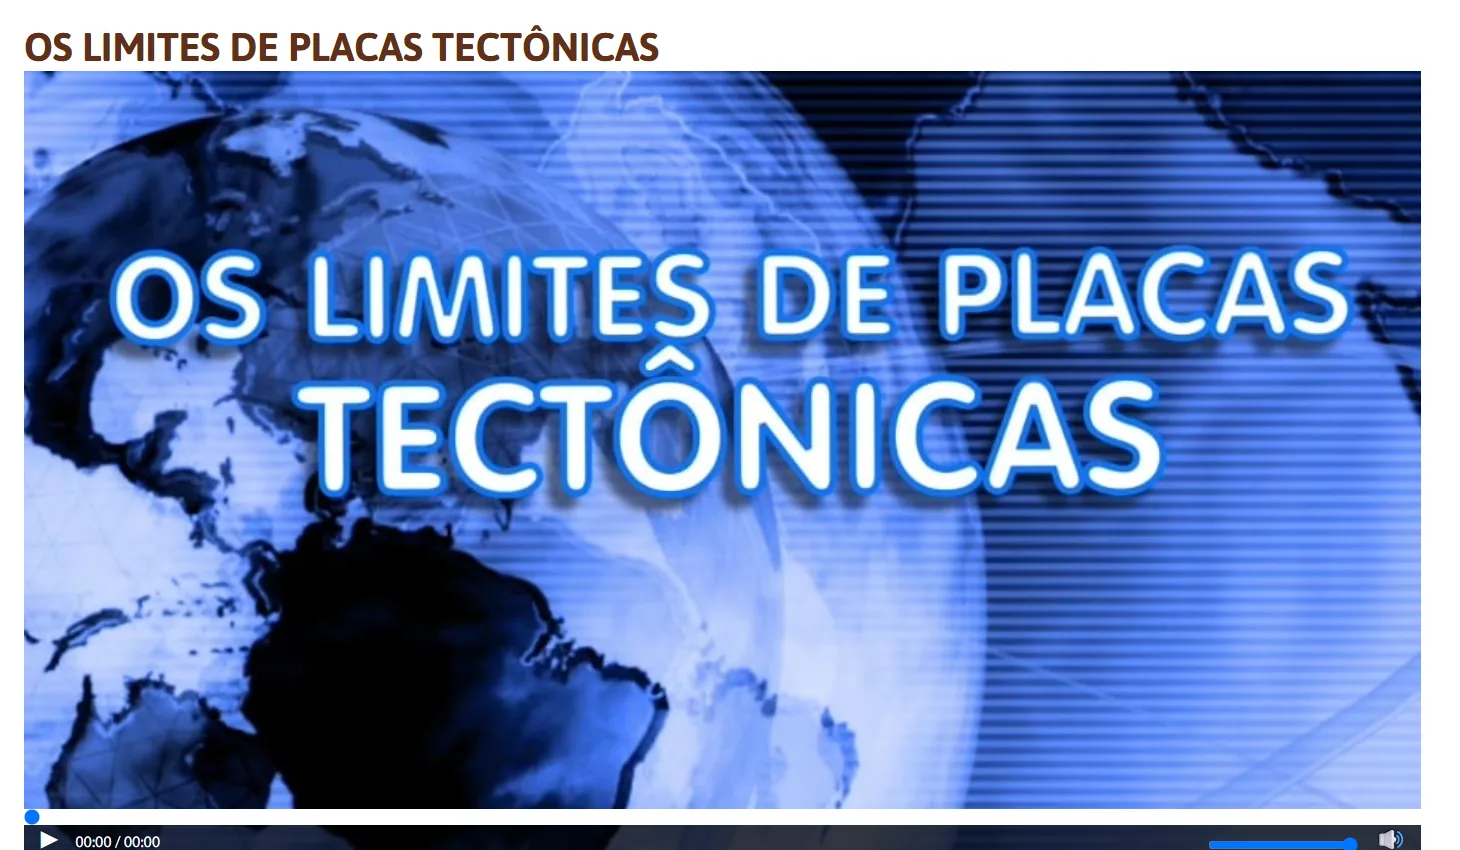 OS LIMITES DE PLACAS TECTÔNICAS
OS LIMITES DE PLACAS
TECTÔNICAS
00:00 / 00:00